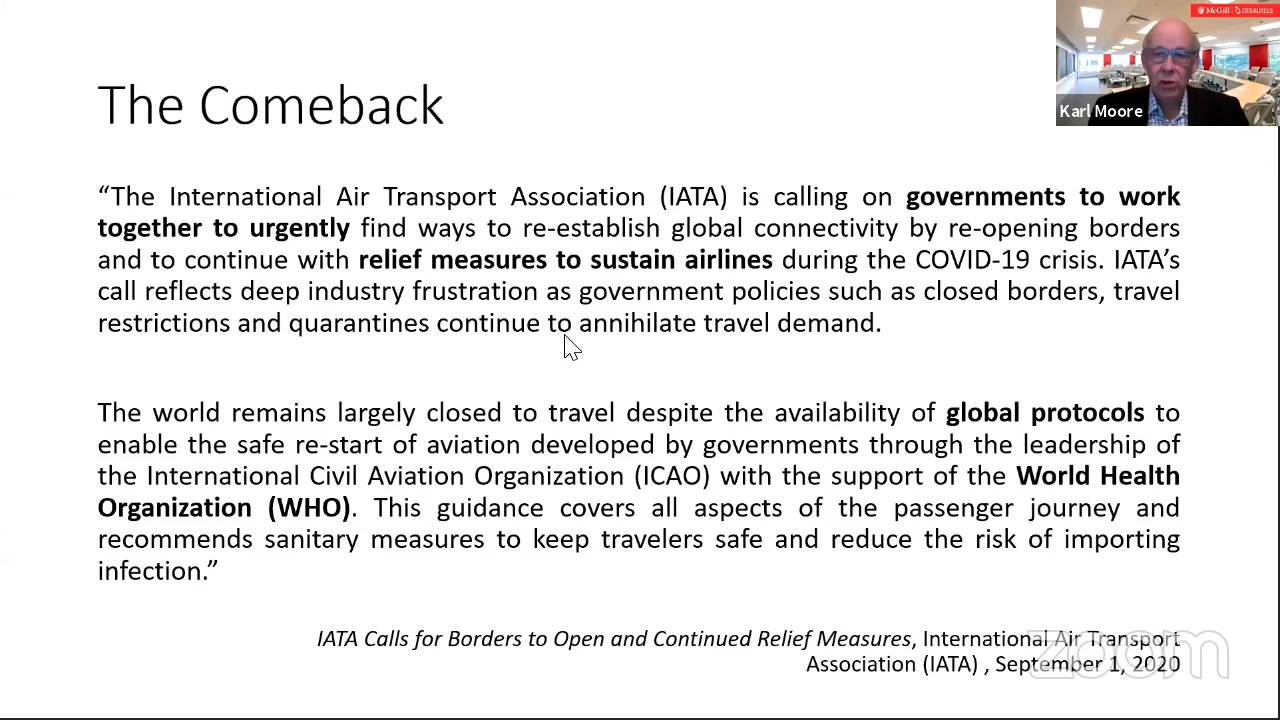 McGill DESAUTELS
Karl Moore
The Comeback
“The International Air Transport Association (IATA) is calling on governments to work
together to urgently find ways to re-establish global connectivity by re-opening borders
and to continue with relief measures to sustain airlines during the COVID-19 crisis. IATA’s
call reflects deep industry frustration as government policies such as closed borders, travel
restrictions and quarantines continue to annihilate travel demand.
The world remains largely closed to travel despite the availability of global protocols to
enable the safe re-start of aviation developed by governments through the leadership of
the International Civil Aviation Organization (ICAO) with the support of the World Health
Organization (WHO). This guidance covers all aspects of the passenger journey and
recommends sanitary measures to keep travelers safe and reduce the risk of importing
infection.”
IATA Calls for Borders to Open and Continued Relief Measures, International Air Transport
Association (IATA) , September 1, 2020
zoom